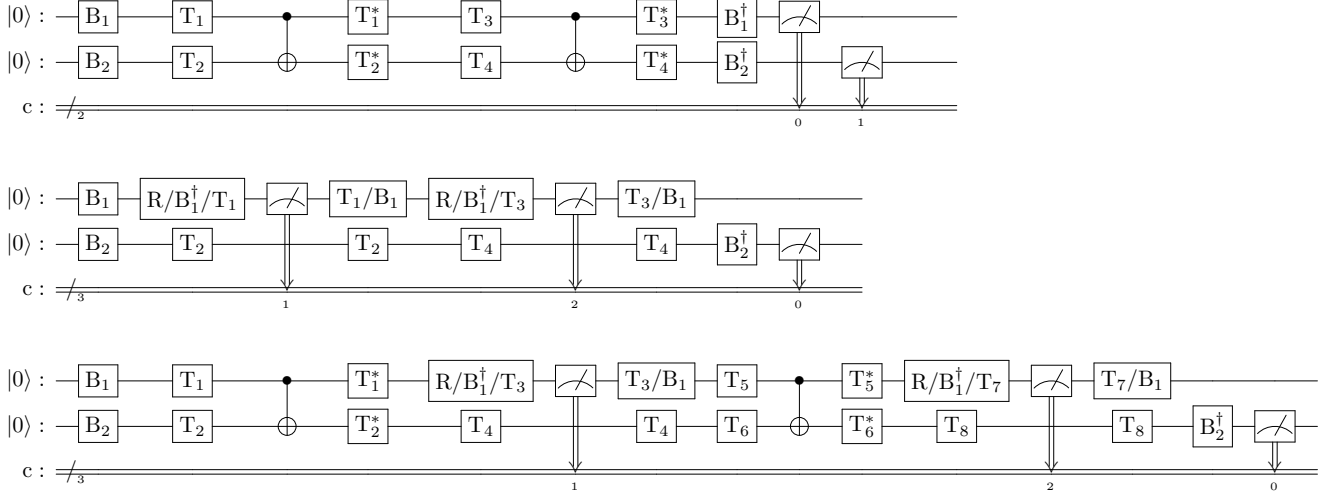 |0⟩ : B₁ T₁ T₁* T₃ T₃* B₁†
|0⟩ : B₂ T₂ T₂* T₄ T₄* B₂†
c : 2
0 1
|0⟩ : B₁ R/B₁†/T₁ T₁/B₁ R/B₁†/T₃ T₃/B₁
|0⟩ : B₂ T₂ T₂ T₄ T₄ B₂†
c : 3
1 2 0
|0⟩ : B₁ T₁ T₁* R/B₁†/T₃ T₃/B₁ T₅ T₅* R/B₁†/T₇ T₇/B₁
|0⟩ : B₂ T₂ T₂* T₄ T₄ T₆ T₆* T₈ T₈ B₂†
c : 3
1 2 0